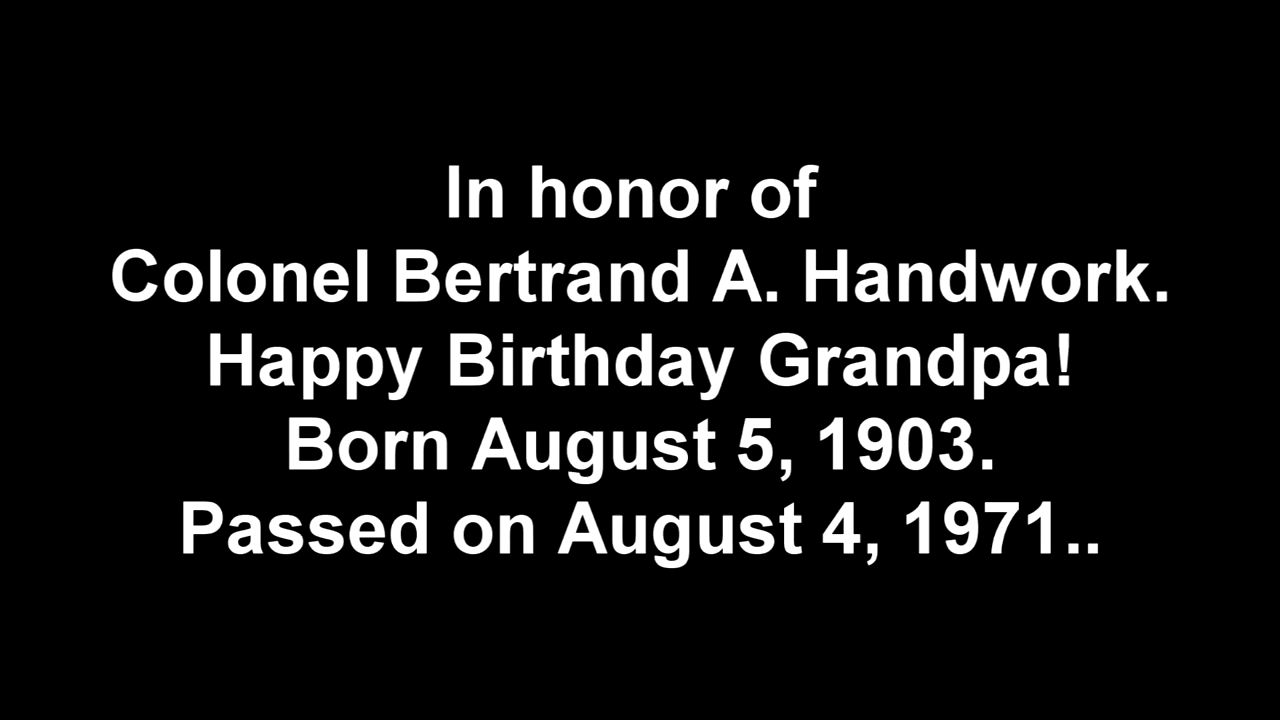 In honor of
Colonel Bertrand A. Handwork.
Happy Birthday Grandpa!
Born August 5, 1903.
Passed on August 4, 1971..